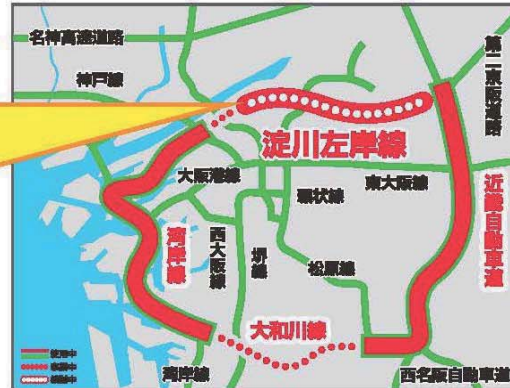 名神高速道路
神戸線
第二東阪道路
淀川左岸線
大阪港線
環状線
東大阪線
近畿自動車道
湾岸線
西大阪線
堺線
松原線
大和川線
湾岸線
西名阪自動車道